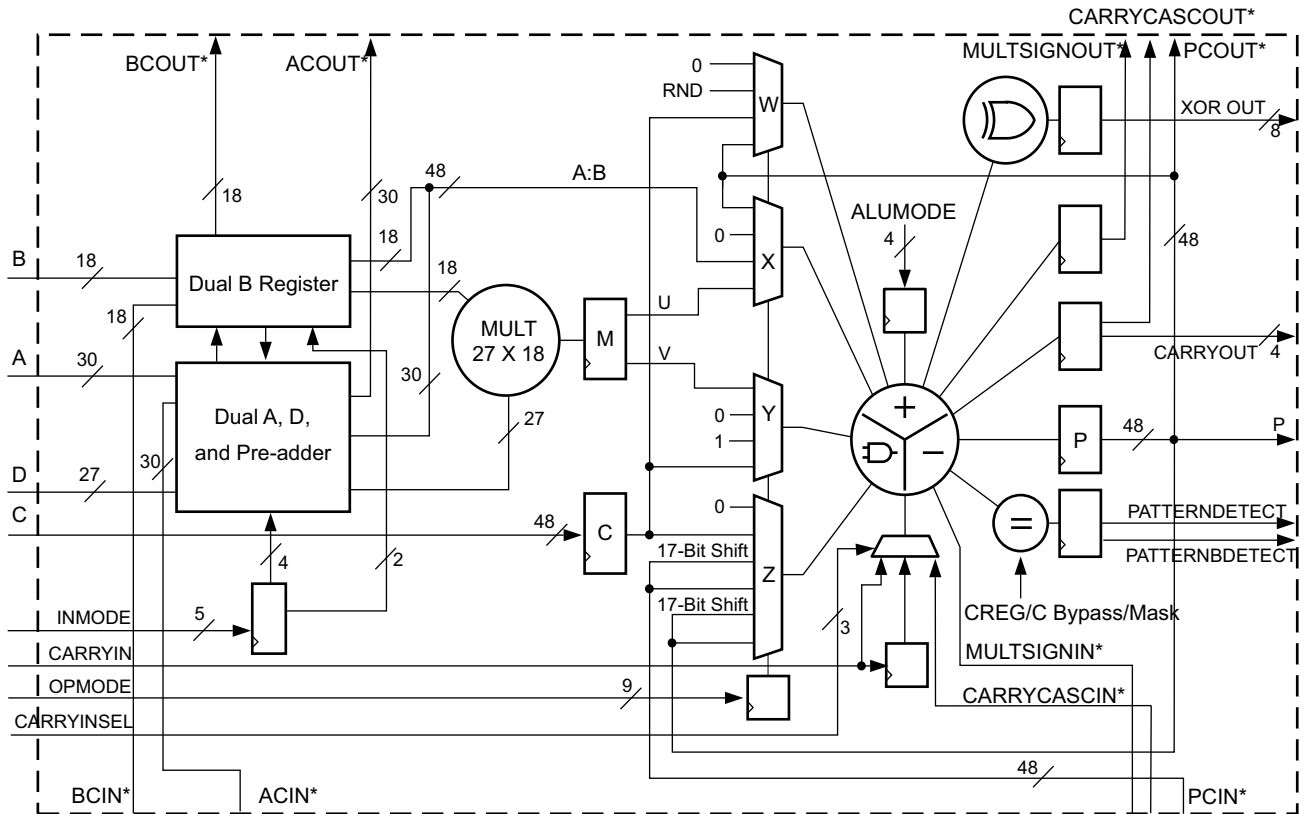 CARRYCASCOUT*
MULTSIGNOUT*
PCOUT*
BCOUT*
ACOUT*
0
RND
W
XOR OUT
8
18
30
48
A:B
ALUMODE
4
48
B
18
Dual B Register
18
18
0
X
18
MULT
27 X 18
M
U
V
A
30
30
CARRYOUT
4
Dual A, D,
and Pre-adder
27
Y
0
1
+
−
P
48
P
D
27
30
C
48
C
0
17-Bit Shift
Z
17-Bit Shift
=
PATTERNDETECT
PATTERNBDETECT
4
2
3
CREG/C Bypass/Mask
INMODE
5
CARRYIN
MULTSIGNIN*
OPMODE
9
CARRYCASCIN*
CARRYINSEL
48
BCIN*
ACIN*
PCIN*